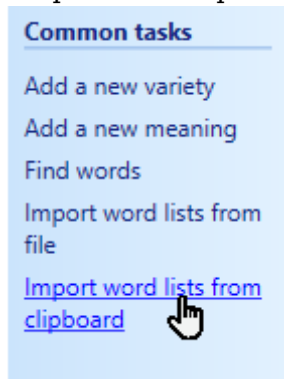 Common tasks
Add a new variety
Add a new meaning
Find words
Import word lists from
file
Import word lists from
clipboard